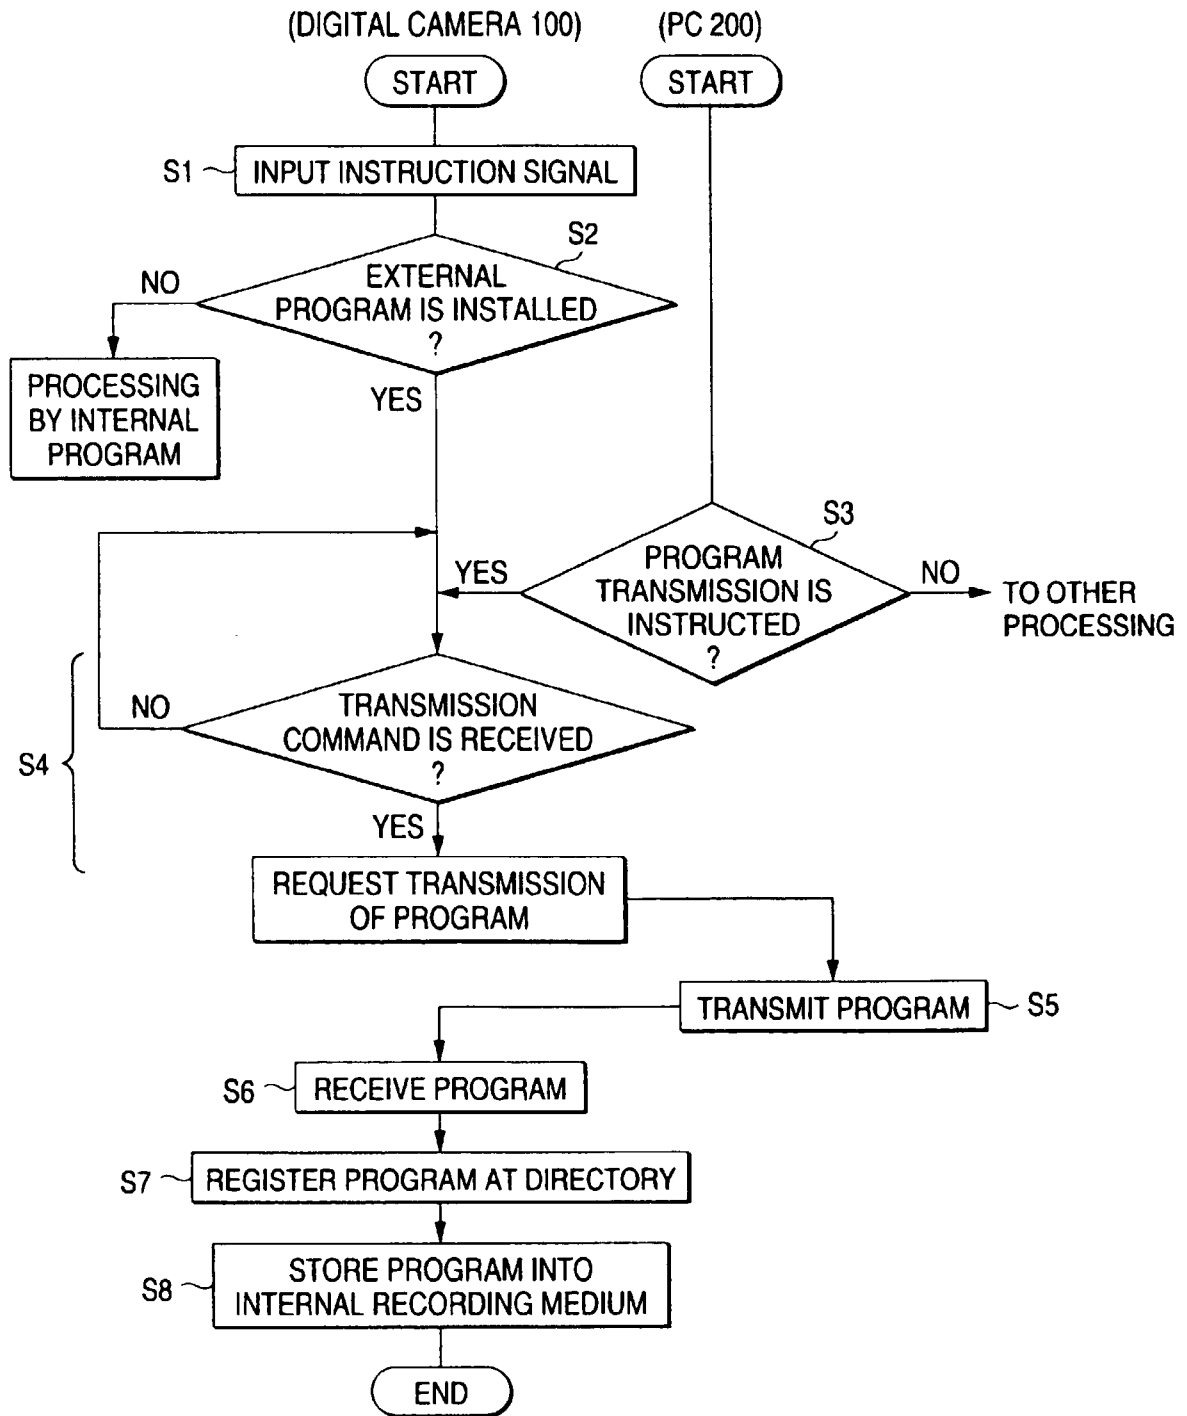 (DIGITAL CAMERA 100)
(PC 200)
START
START
S1
INPUT INSTRUCTION SIGNAL
S2
EXTERNAL
PROGRAM IS INSTALLED
?
NO
YES
PROCESSING
BY INTERNAL
PROGRAM
S3
PROGRAM
TRANSMISSION IS
INSTRUCTED
?
YES
NO
TO OTHER
PROCESSING
S4
TRANSMISSION
COMMAND IS RECEIVED
?
NO
YES
REQUEST TRANSMISSION
OF PROGRAM
TRANSMIT PROGRAM
S5
S6
RECEIVE PROGRAM
S7
REGISTER PROGRAM AT DIRECTORY
S8
STORE PROGRAM INTO
INTERNAL RECORDING MEDIUM
END